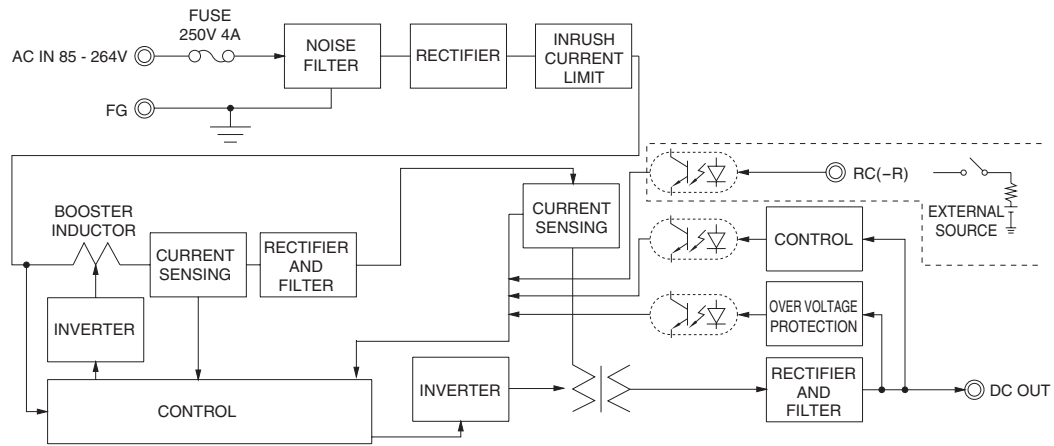 FUSE
250V 4A
AC IN 85 - 264V
NOISE
FILTER
RECTIFIER
INRUSH
CURRENT
LIMIT
FG
RC(−R)
EXTERNAL
SOURCE
BOOSTER
INDUCTOR
CURRENT
SENSING
RECTIFIER
AND
FILTER
CURRENT
SENSING
CONTROL
INVERTER
OVER VOLTAGE
PROTECTION
CONTROL
INVERTER
RECTIFIER
AND
FILTER
DC OUT